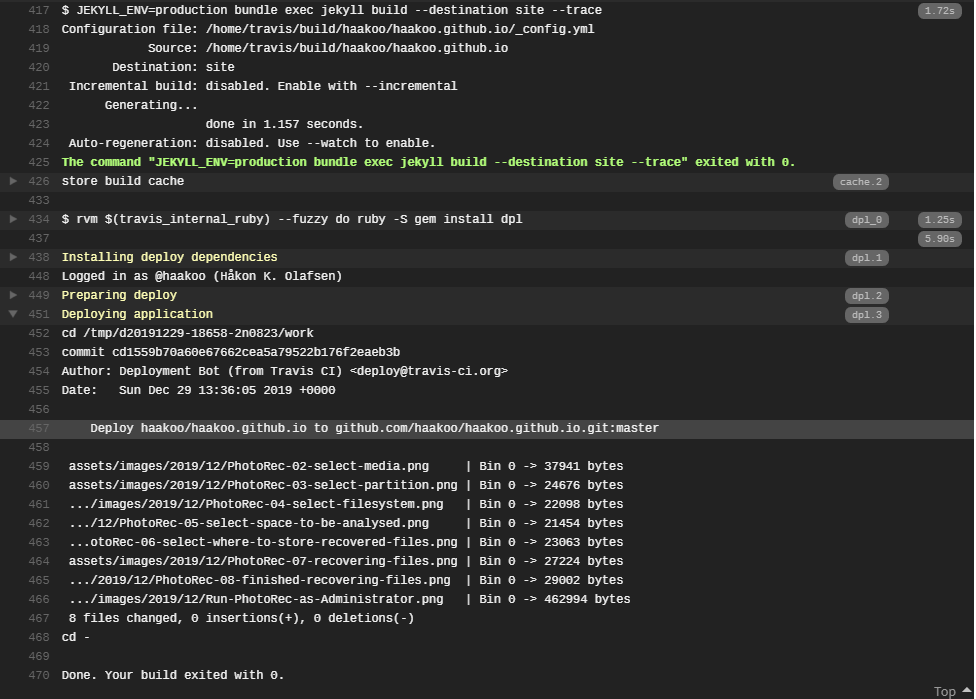 417 $ JEKYLL_ENV=production bundle exec jekyll build --destination site --trace 1.72s
418 Configuration file: /home/travis/build/haakoo/haakoo.github.io/_config.yml
419 Source: /home/travis/build/haakoo/haakoo.github.io
420 Destination: site
421 Incremental build: disabled. Enable with --incremental
422 Generating...
423 done in 1.157 seconds.
424 Auto-regeneration: disabled. Use --watch to enable.
425 The command "JEKYLL_ENV=production bundle exec jekyll build --destination site --trace" exited with 0.
426 store build cache cache.2
433
434 $ rvm $(travis_internal_ruby) --fuzzy do ruby -S gem install dpl dpl_0 1.25s
437 5.90s
438 Installing deploy dependencies dpl.1
448 Logged in as @haakoo (Håkon K. Olafsen)
449 Preparing deploy dpl.2
451 Deploying application dpl.3
452 cd /tmp/d20191229-18658-2n0823/work
453 commit cd1559b70a60e67662cea5a79522b176f2eaeb3b
454 Author: Deployment Bot (from Travis CI) <deploy@travis-ci.org>
455 Date: Sun Dec 29 13:36:05 2019 +0000
456
457 Deploy haakoo/haakoo.github.io to github.com/haakoo/haakoo.github.io.git:master
458
459 assets/images/2019/12/PhotoRec-02-select-media.png | Bin 0 -> 37941 bytes
460 assets/images/2019/12/PhotoRec-03-select-partition.png | Bin 0 -> 24676 bytes
461 .../images/2019/12/PhotoRec-04-select-filesystem.png | Bin 0 -> 22098 bytes
462 .../12/PhotoRec-05-select-space-to-be-analysed.png | Bin 0 -> 21454 bytes
463 ...otoRec-06-select-where-to-store-recovered-files.png | Bin 0 -> 23063 bytes
464 assets/images/2019/12/PhotoRec-07-recovering-files.png | Bin 0 -> 27224 bytes
465 .../2019/12/PhotoRec-08-finished-recovering-files.png | Bin 0 -> 29002 bytes
466 .../images/2019/12/Run-PhotoRec-as-Administrator.png | Bin 0 -> 462994 bytes
467 8 files changed, 0 insertions(+), 0 deletions(-)
468 cd -
469
470 Done. Your build exited with 0.
Top